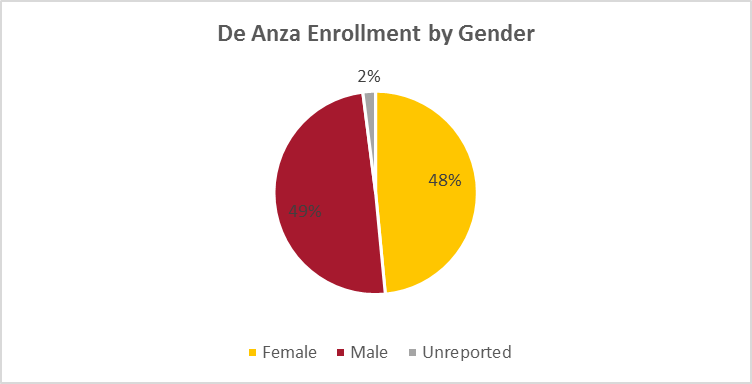 De Anza Enrollment by Gender
2%
48%
49%
Female Male Unreported